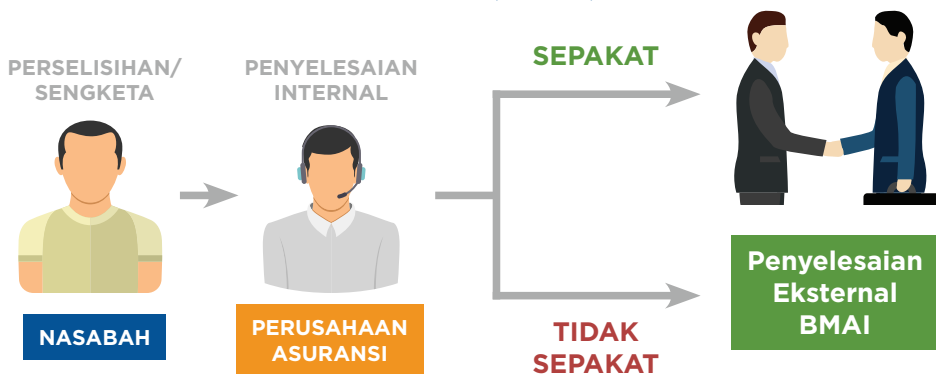 PERSELISIHAN/
SENGKETA
NASABAH
PENYELESAIAN
INTERNAL
PERUSAHAAN
ASURANSI
SEPAKAT
TIDAK
SEPAKAT
Penyelesaian
Eksternal
BMAI